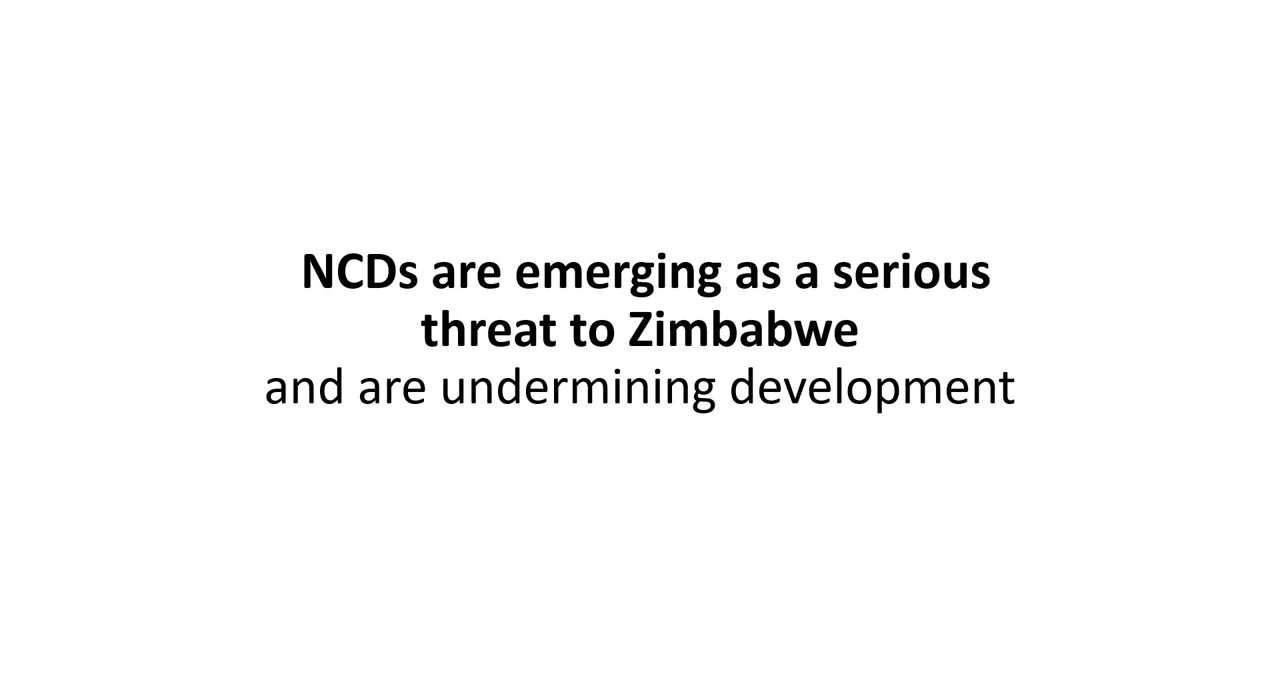 NCDs are emerging as a serious
threat to Zimbabwe
and are undermining development